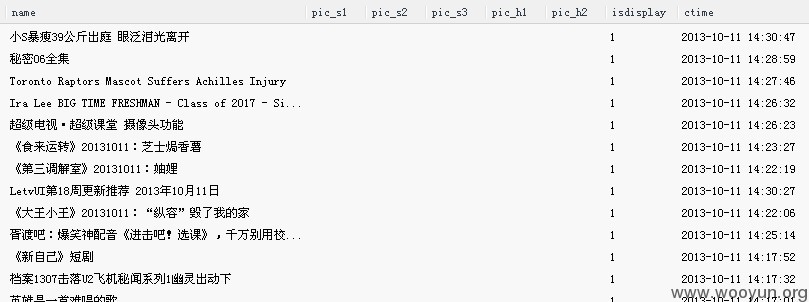 name pic_s1 pic_s2 pic_s3 pic_h1 pic_h2 isdisplay ctime
小S暴瘦39公斤出庭 眼泛泪光离开 1 2013-10-11 14:30:47
秘密06全集 1 2013-10-11 14:28:59
Toronto Raptors Mascot Suffers Achilles Injury 1 2013-10-11 14:27:46
Ira Lee BIG TIME FRESHMAN - Class of 2017 - Si... 1 2013-10-11 14:26:32
超级电视·超级课堂 摄像头功能 1 2013-10-11 14:26:23
《食来运转》20131011：芝士焗香薯 1 2013-10-11 14:23:27
《第三调解室》20131011：妯娌 1 2013-10-11 14:22:19
LetvUI第18周更新推荐 2013年10月11日 1 2013-10-11 14:30:27
《大王小王》20131011：“纵容”毁了我的家 1 2013-10-11 14:22:06
胥渡吧：爆笑神配音《进击吧！选课》，千万别用校... 1 2013-10-11 14:25:14
《新自己》短剧 1 2013-10-11 14:17:52
档案1307击落U2飞机秘闻系列1幽灵出动下 1 2013-10-11 14:17:32
英雄是一首难唱的歌
www.wooyun.org